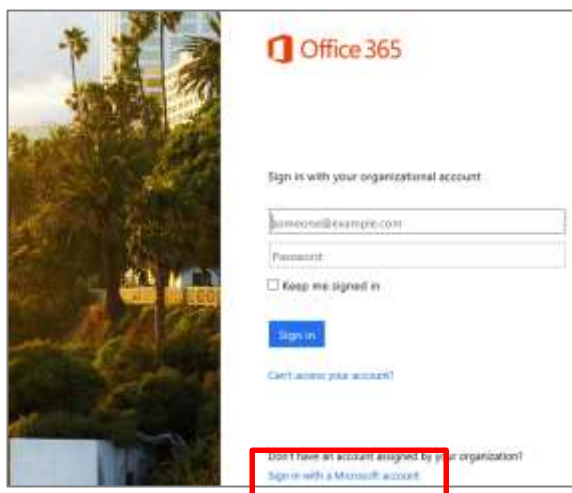 Office 365
Sign in with your organizational account
someone@example.com
Password
Keep me signed in
Sign in
Can't access your account?
Don't have an account assigned by your organization?
Sign in with a Microsoft account